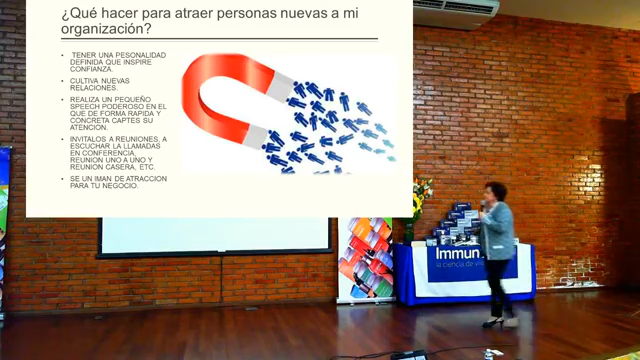 ¿Qué hacer para atraer personas nuevas a mi
organización?
• TENER UNA PESONALIDAD
DEFINIDA QUE INSPIRE
CONFIANZA.
• CULTIVA NUEVAS
RELACIONES.
• REALIZA UN PEQUEÑO
SPEECH PODEROSO EN EL
QUE DE FORMA RAPIDA Y
CONCRETA CAPTES SU
ATENCION.
• INVITALOS A REUNIONES, A
ESCUCHAR LA LLAMADAS
EN CONFERENCIA,
REUNION UNO A UNO Y
REUNION CASERA, ETC.
• SE UN IMAN DE ATRACCION
PARA TU NEGOCIO.
Immun
la ciencia de